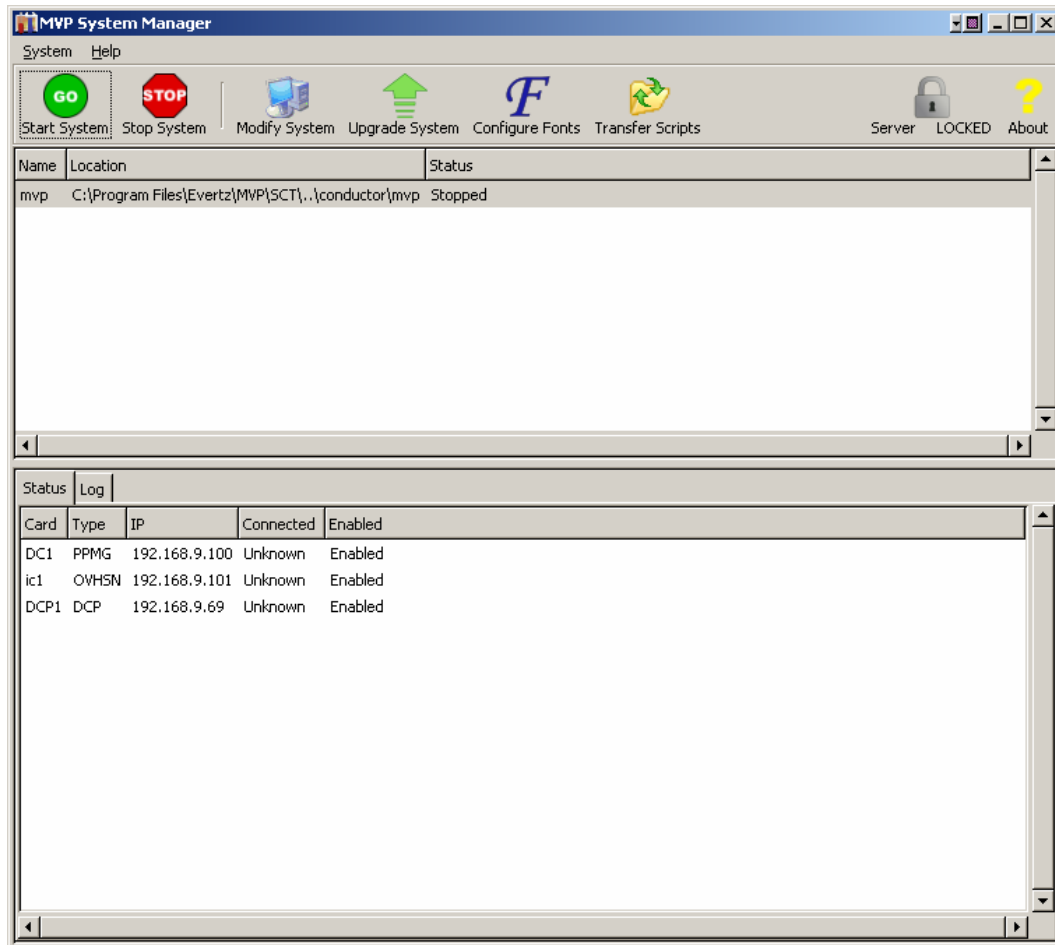 MVP System Manager
System Help
GO STOP F ?
Start System Stop System Modify System Upgrade System Configure Fonts Transfer Scripts Server LOCKED About
Name Location Status
mvp C:\Program Files\Evertz\MVP\SCT\..\conductor\mvp Stopped
Status Log
Card Type IP Connected Enabled
DC1 PPMG 192.168.9.100 Unknown Enabled
ic1 OVHSN 192.168.9.101 Unknown Enabled
DCP1 DCP 192.168.9.69 Unknown Enabled